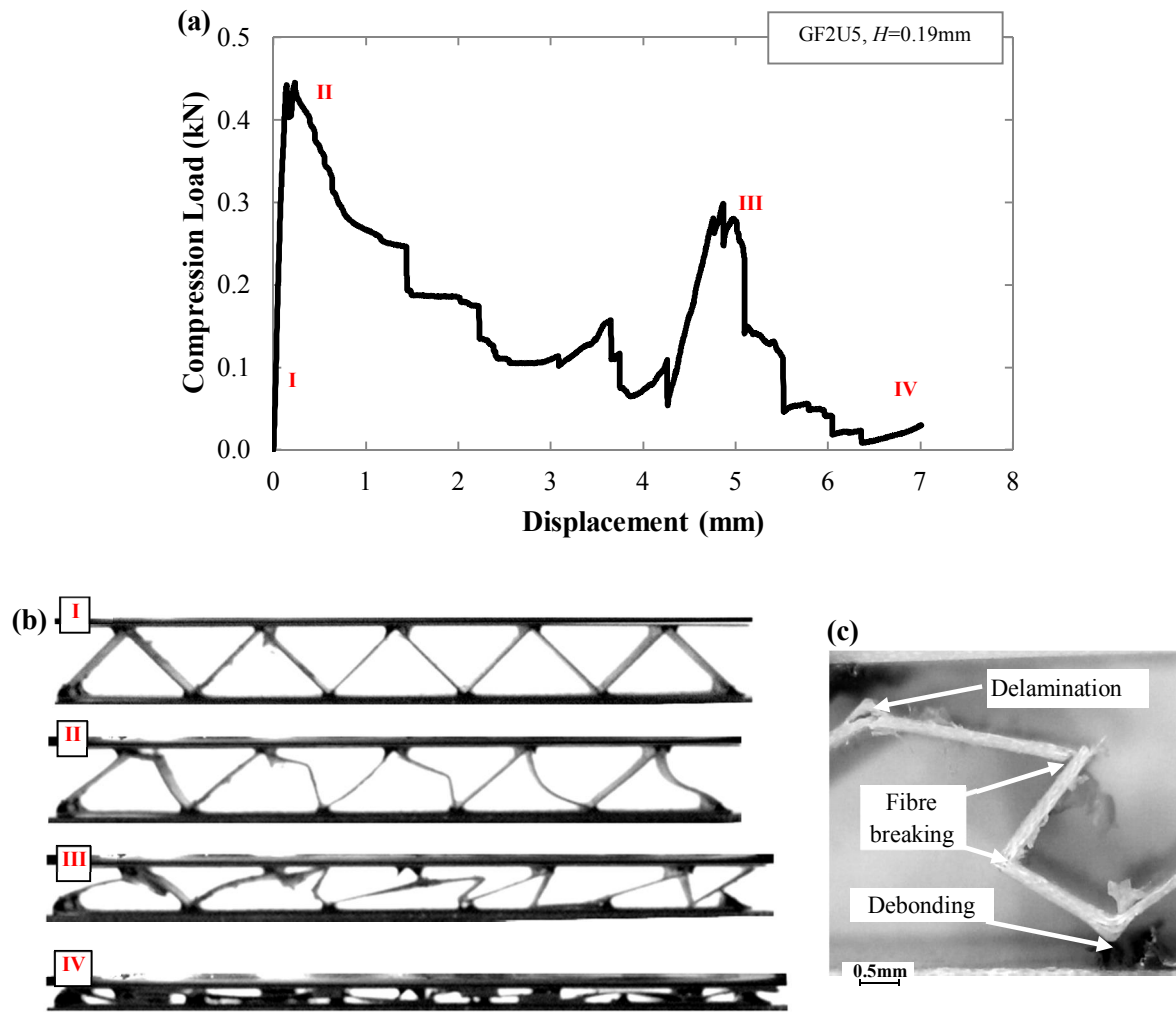 (a)
0.5
0.4
0.3
0.2
0.1
0.0
Compression Load (kN)
GF2U5, H=0.19mm
I
II
III
IV
0 1 2 3 4 5 6 7 8
Displacement (mm)
(b)
I
II
III
IV
(c)
Delamination
Fibre
breaking
Debonding
0.5mm